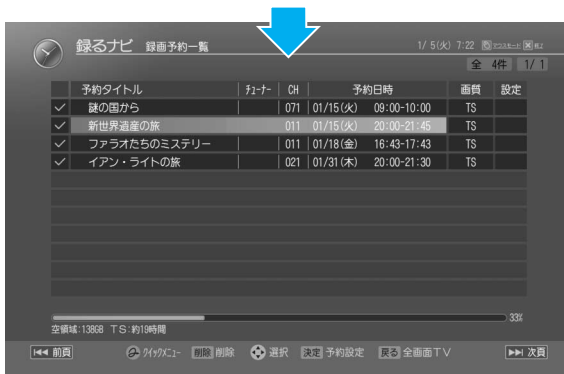 録るナビ 録画予約一覧 1/ 5(火) 7:22
全 4件 1/ 1
予約タイトル ﾁｭｰﾅｰ CH 予約日時 画質 設定
謎の国から 071 01/15(火) 09:00-10:00 TS
新世界遺産の旅 011 01/15(火) 20:00-21:45 TS
ファラオたちのミステリー 011 01/18(金) 16:43-17:43 TS
イアン・ライトの旅 021 01/31(木) 20:00-21:30 TS
33%
空領域:138GB TS:約19時間
前頁 ｸｲｯｸﾒﾆｭｰ 削除 削除 選択 決定 予約設定 戻る 全画面TV 次頁